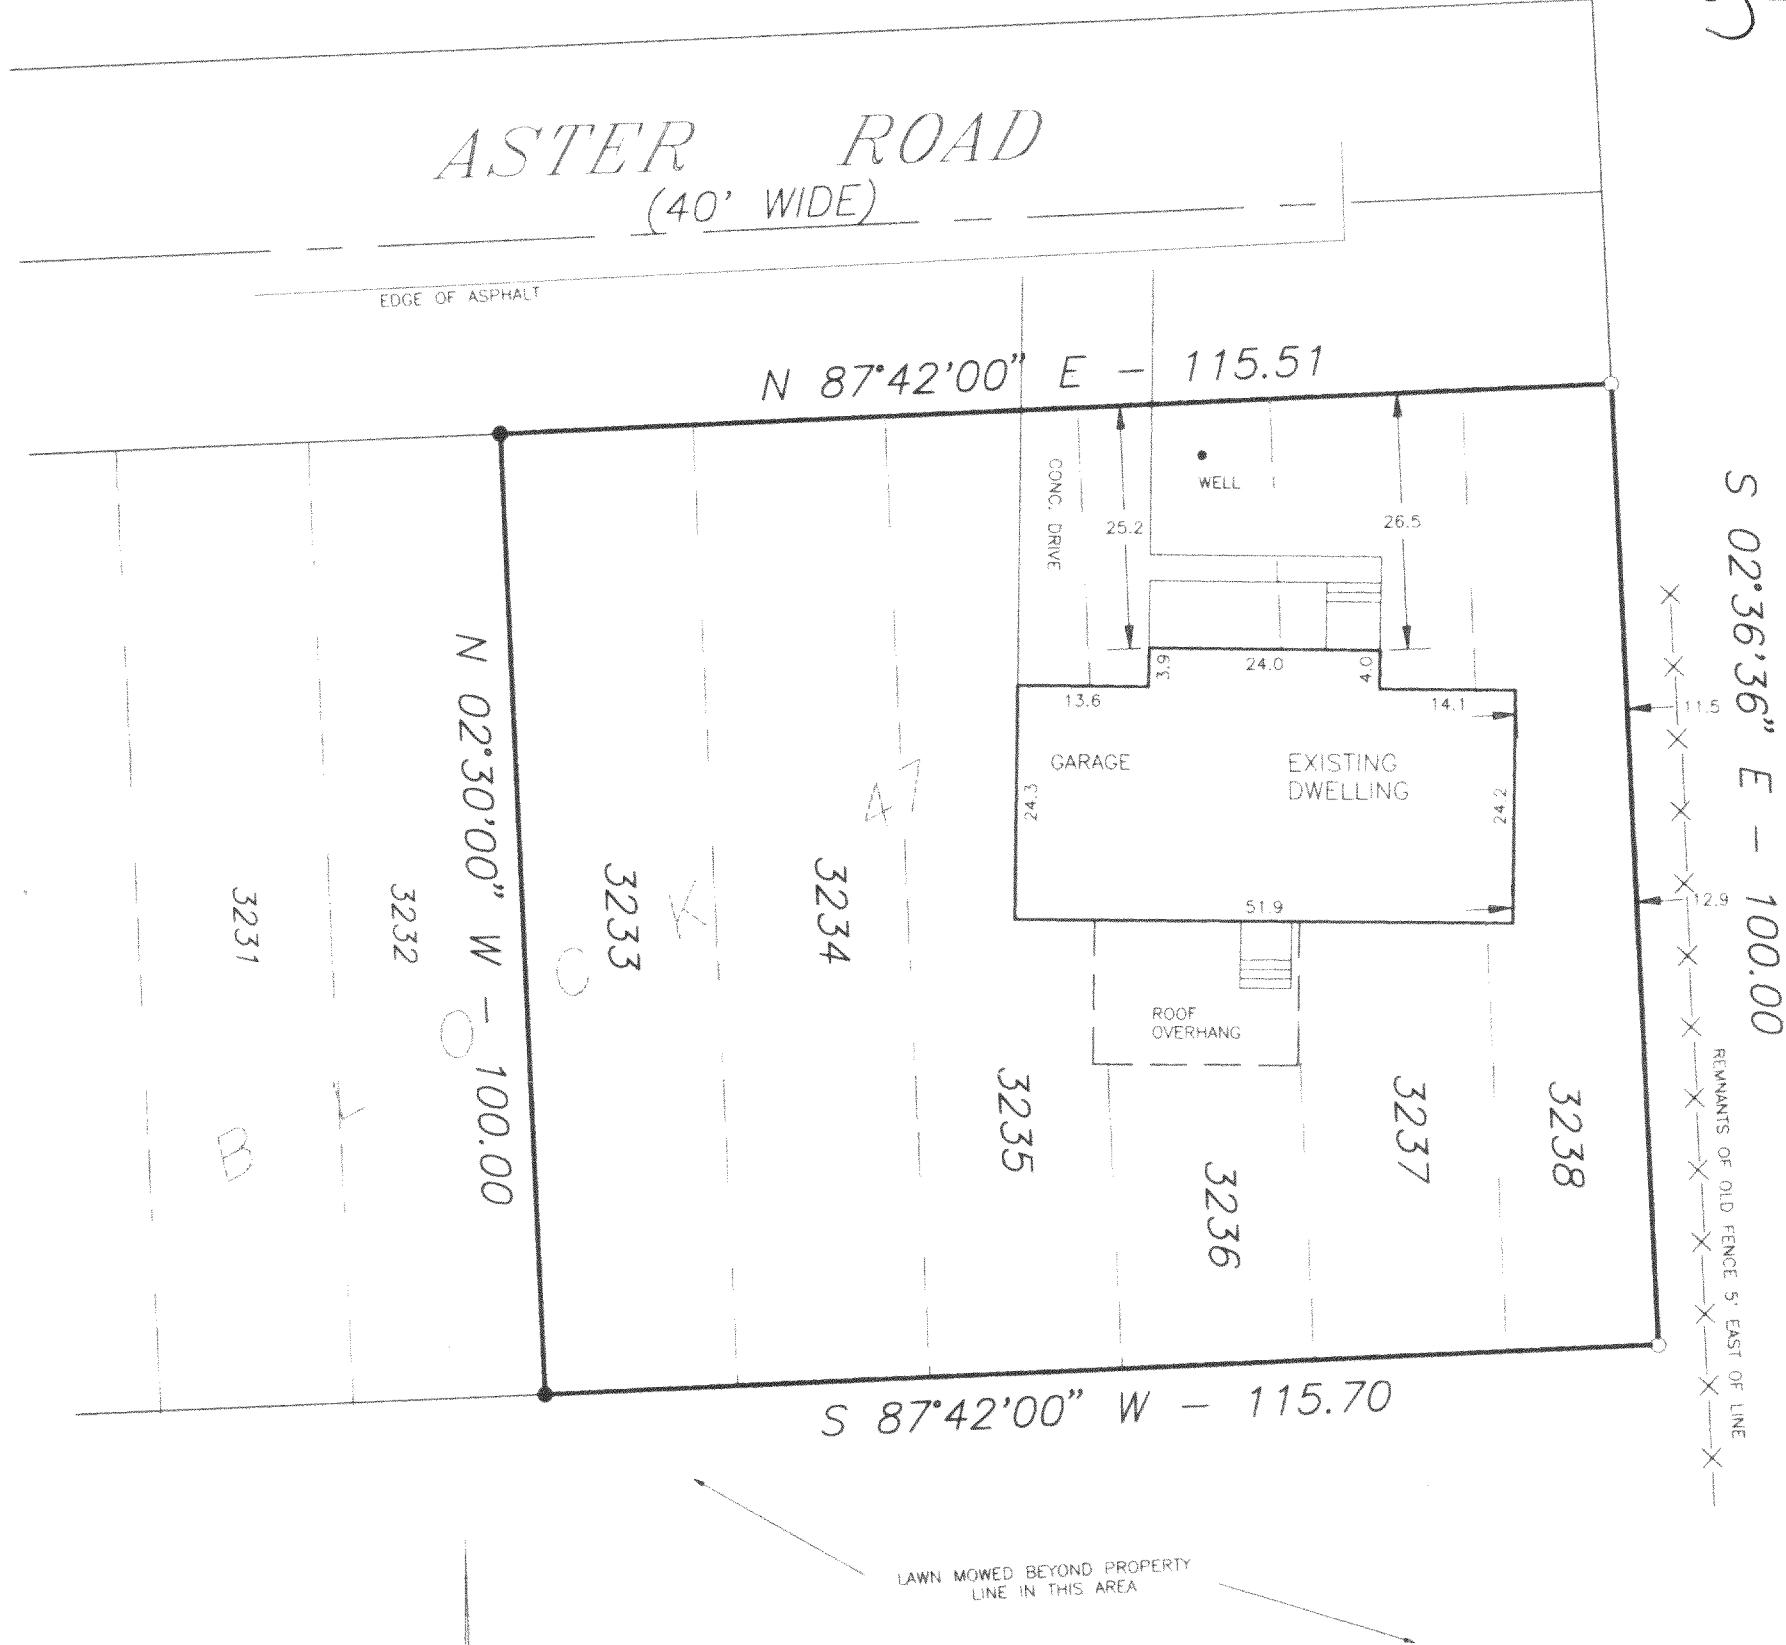 ASTER ROAD
(40' WIDE)
EDGE OF ASPHALT
N 87°42'00" E - 115.51
S 02°36'36" E - 100.00
CONC. DRIVE
WELL
25.2
26.5
3.9
24.0
4.0
13.6
14.1
11.5
GARAGE
EXISTING
DWELLING
24.3
24.2
51.9
12.9
N 02°30'00" W - 100.00
ROOF
OVERHANG
3231
3232
3233
3234
3235
3236
3237
3238
BLOCK 47
REMNANTS OF OLD FENCE 5' EAST OF LINE
S 87°42'00" W - 115.70
LAWN MOWED BEYOND PROPERTY
LINE IN THIS AREA